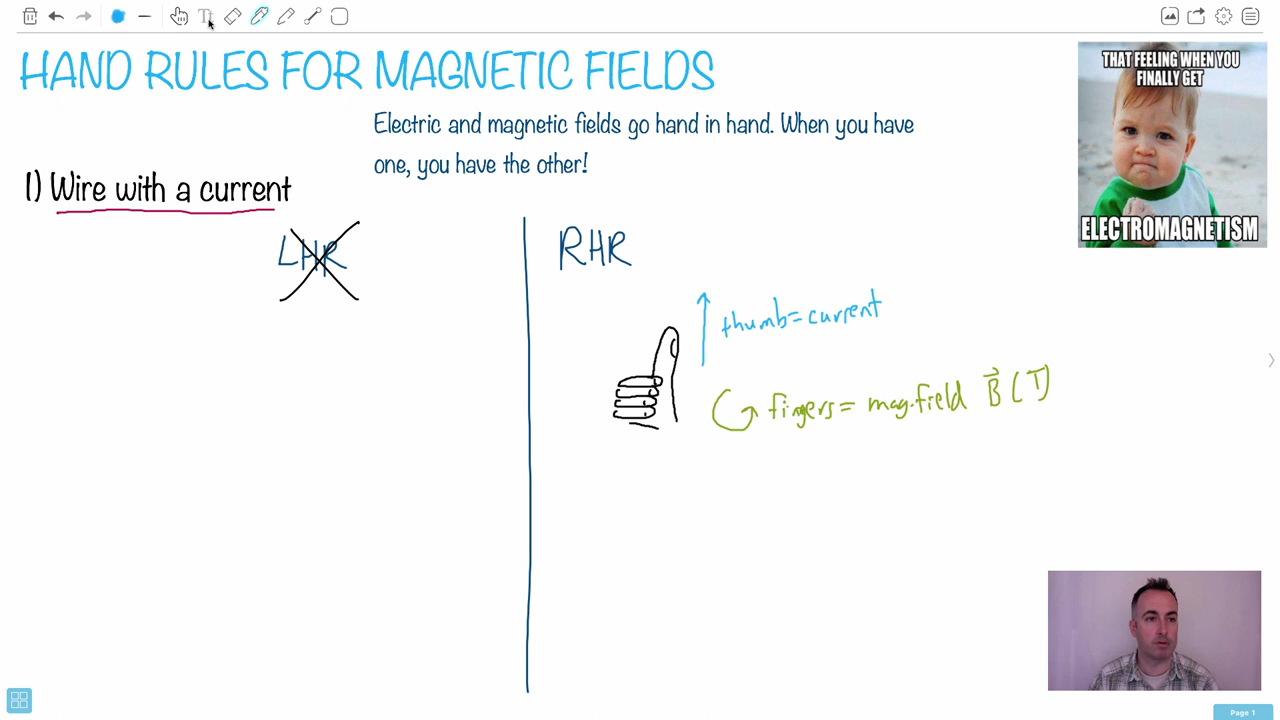 HAND RULES FOR MAGNETIC FIELDS
THAT FEELING WHEN YOU
FINALLY GET
ELECTROMAGNETISM
Electric and magnetic fields go hand in hand. When you have
one, you have the other!
1) Wire with a current
LHR
RHR
thumb = current
fingers = mag. field B⃗ (T)
Page 1